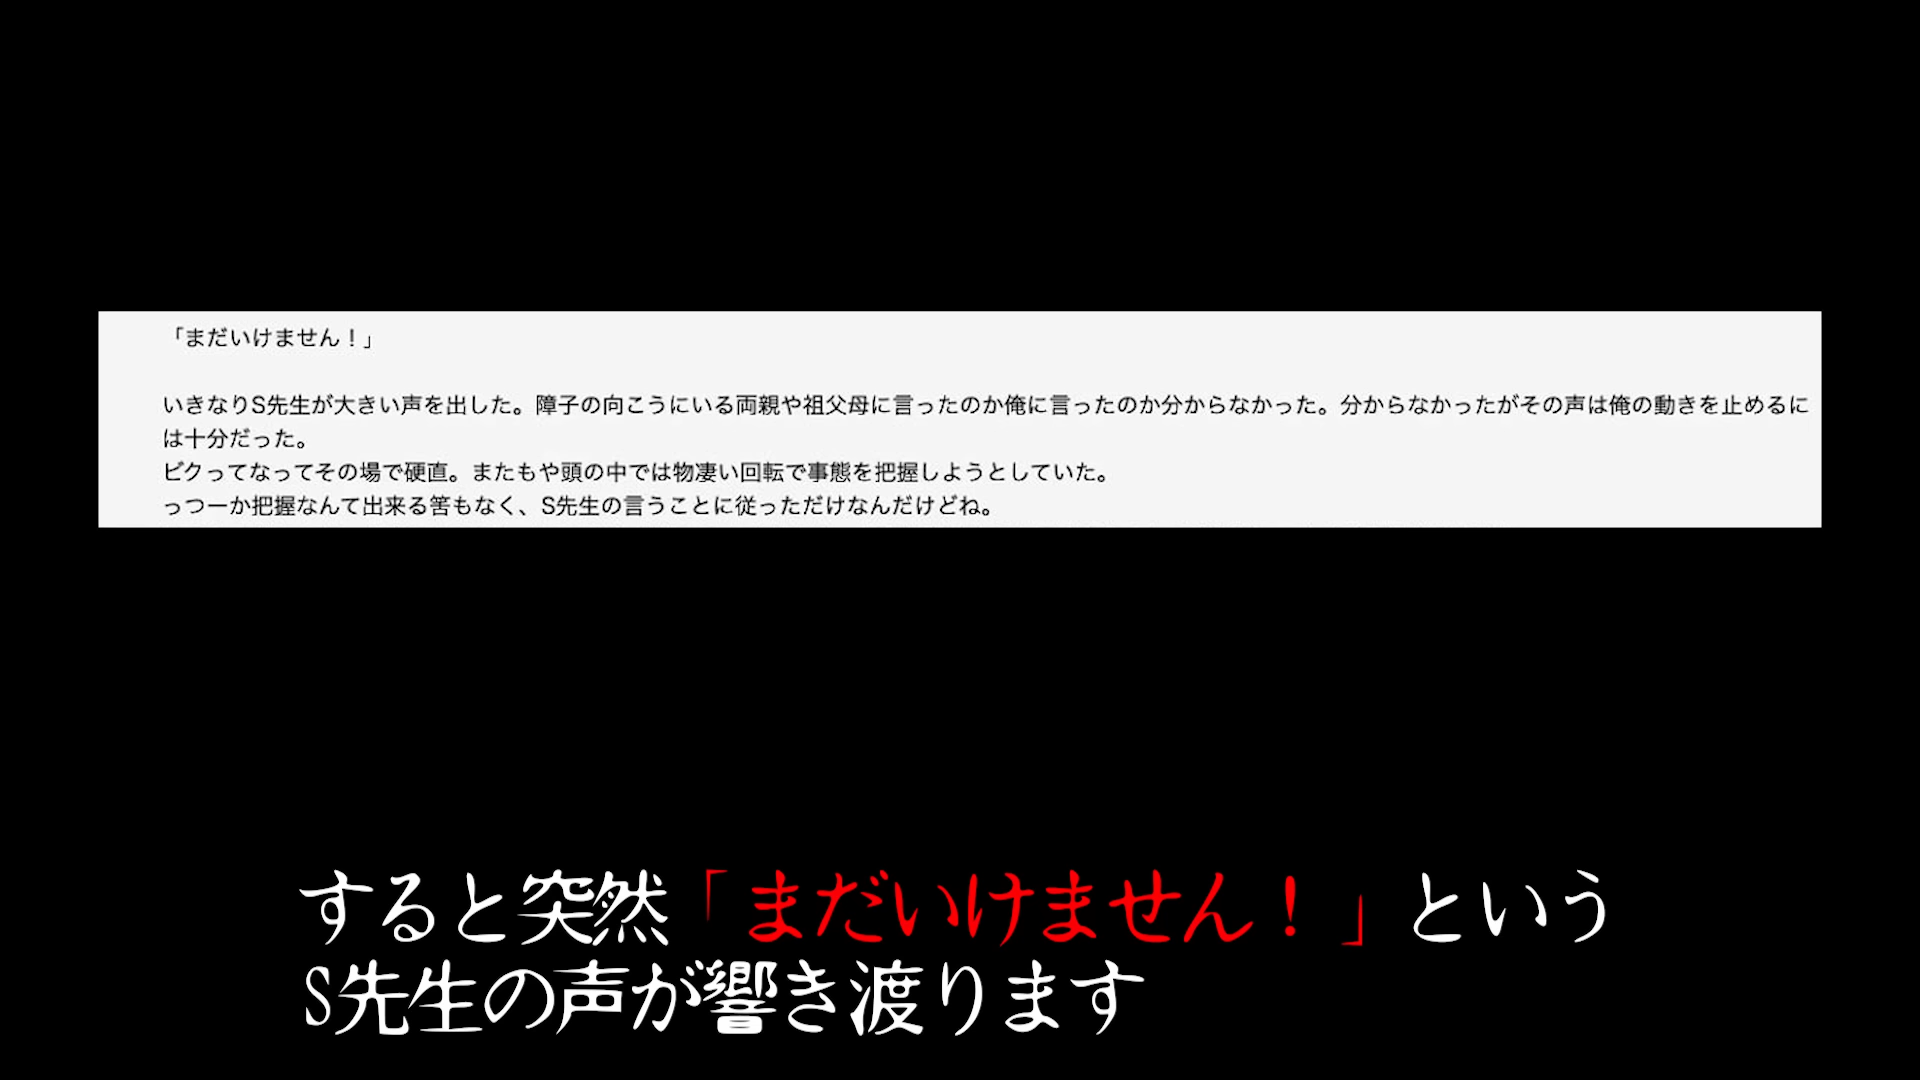 「まだいけません！」
いきなりS先生が大きい声を出した。障子の向こうにいる両親や祖父母に言ったのか俺に言ったのか分からなかった。分からなかったがその声は俺の動きを止めるに
は十分だった。
ビクってなってその場で硬直。またもや頭の中では物凄い回転で事態を把握しようとしていた。
っつーか把握なんて出来る筈もなく、S先生の言うことに従っただけなんだけどね。
すると突然「まだいけません！」という
S先生の声が響き渡ります